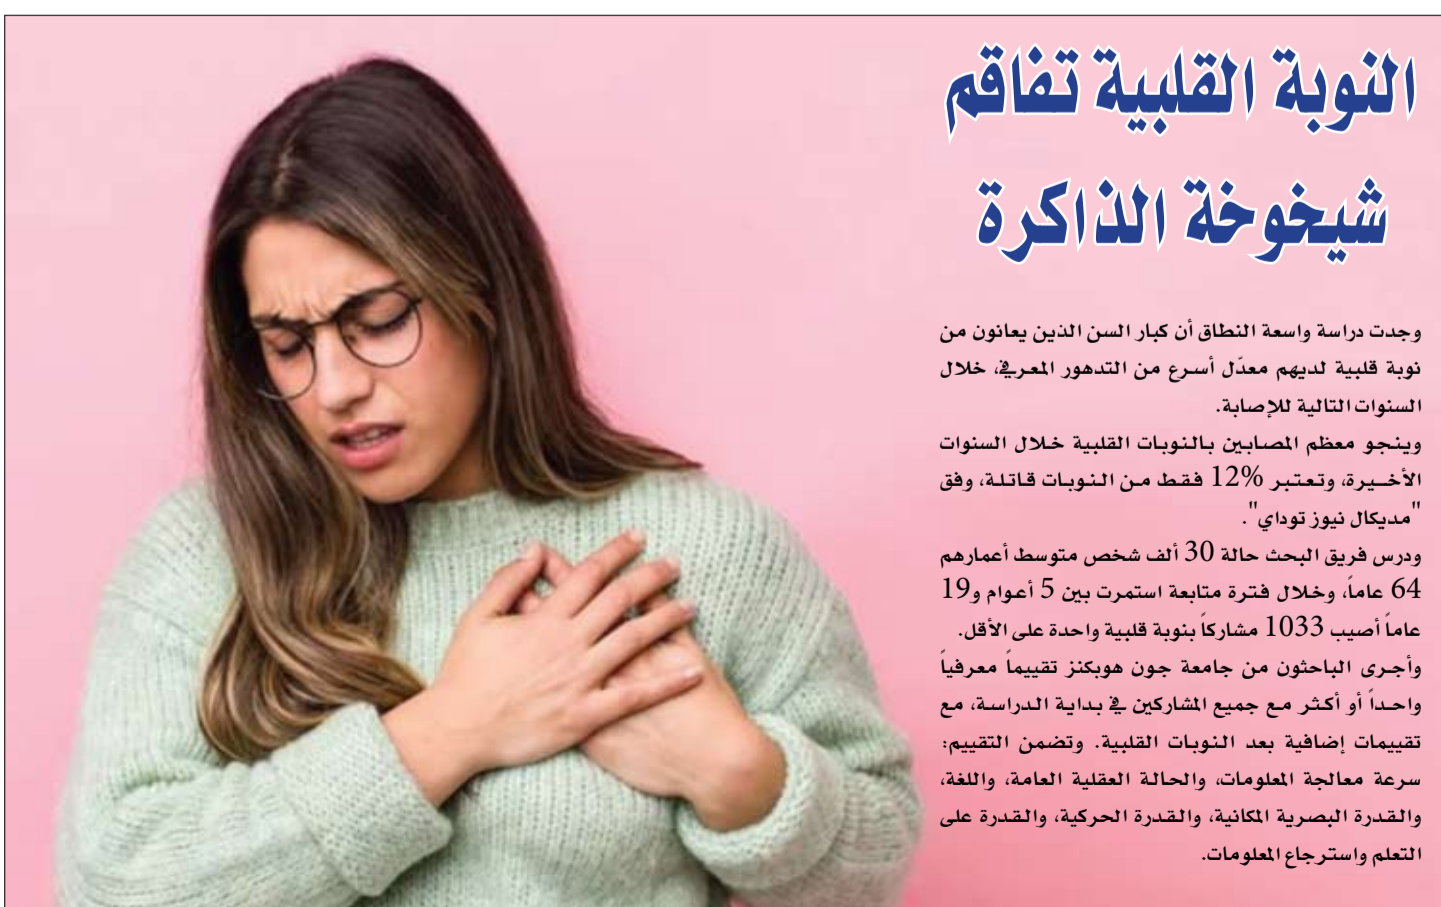 النوبة القلبية تفاقم
شيخوخة الذاكرة
وجدت دراسة واسعة النطاق أن كبار السن الذين يعانون من
نوبة قلبية لديهم معدّل أسرع من التدهور المعرفي، خلال
السنوات التالية للإصابة.
وينجو معظم المصابين بالنوبات القلبية خلال السنوات
الأخيرة، وتعتبر 12% فقط من النوبات قاتلة، وفق
"مديكال نيوز توداي".
ودرس فريق البحث حالة 30 ألف شخص متوسط أعمارهم
64 عاماً، وخلال فترة متابعة استمرت بين 5 أعوام و19
عاماً أصيب 1033 مشاركاً بنوبة قلبية واحدة على الأقل.
وأجرى الباحثون من جامعة جون هوبكنز تقييماً معرفياً
واحداً أو أكثر مع جميع المشاركين في بداية الدراسة، مع
تقييمات إضافية بعد النوبات القلبية. وتضمن التقييم:
سرعة معالجة المعلومات، والحالة العقلية العامة، واللغة،
والقدرة البصرية المكانية، والقدرة الحركية، والقدرة على
التعلم واسترجاع المعلومات.